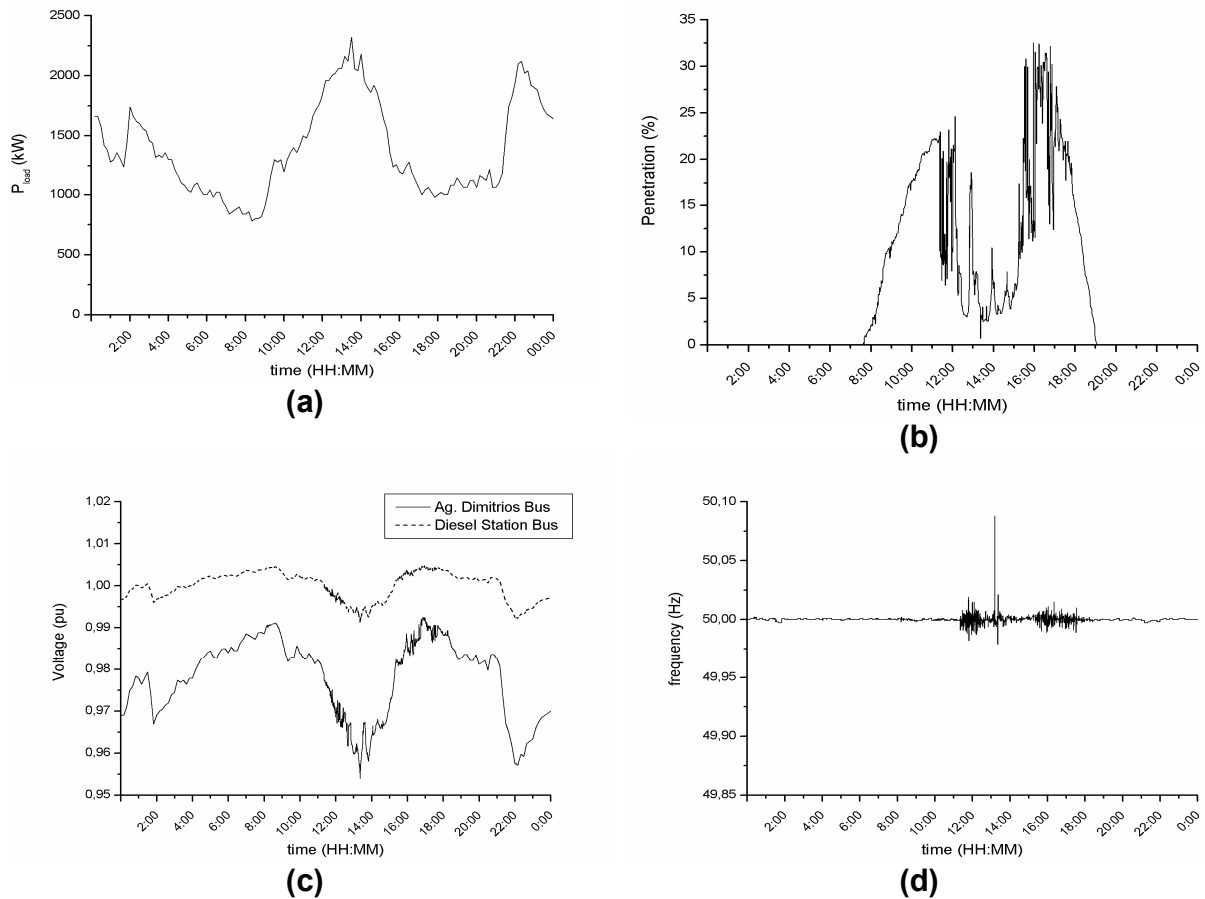 2500
2000
1500
1000
500
0
P load (kW)
2:00 4:00 6:00 8:00 10:00 12:00 14:00 16:00 18:00 20:00 22:00 00:00
time (HH:MM)
(a)
35
30
25
20
15
10
5
0
Penetration (%)
2:00 4:00 6:00 8:00 10:00 12:00 14:00 16:00 18:00 20:00 22:00 0:00
time (HH:MM)
(b)
1,02
1,01
1,00
0,99
0,98
0,97
0,96
0,95
Voltage (pu)
Ag. Dimitrios Bus
Diesel Station Bus
2:00 4:00 6:00 8:00 10:00 12:00 14:00 16:00 18:00 20:00 22:00 0:00
time (HH:MM)
(c)
50,10
50,05
50,00
49,95
49,90
49,85
frequency (Hz)
2:00 4:00 6:00 8:00 10:00 12:00 14:00 16:00 18:00 20:00 22:00 0:00
time (HH:MM)
(d)